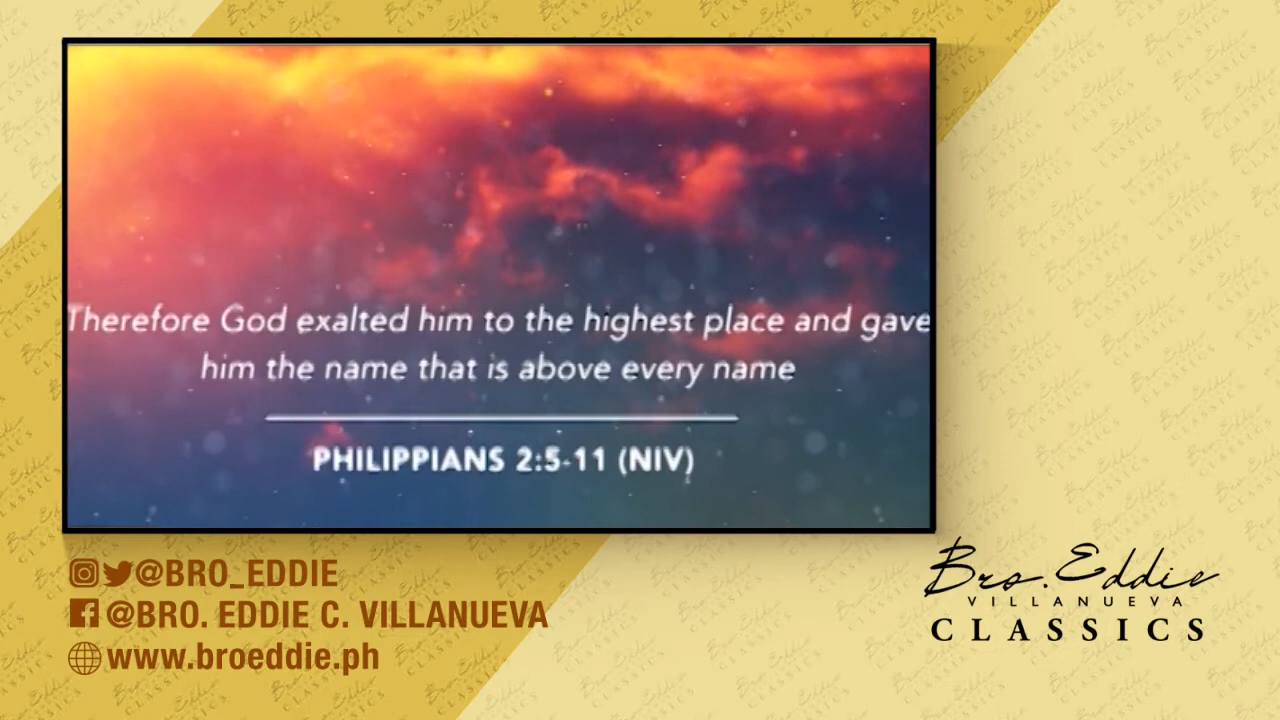 Therefore God exalted him to the highest place and gave
him the name that is above every name
PHILIPPIANS 2:5-11 (NIV)
@BRO_EDDIE
@BRO. EDDIE C. VILLANUEVA
www.broeddie.ph
Bro. Eddie
VILLANUEVA
CLASSICS